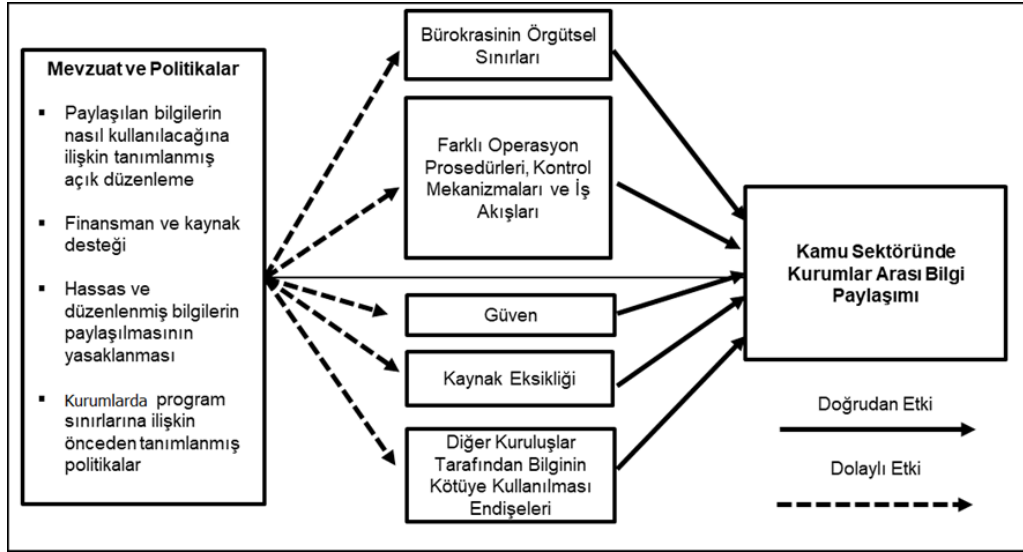 Mevzuat ve Politikalar
▪ Paylaşılan bilgilerin
nasıl kullanılacağına
ilişkin tanımlanmış
açık düzenleme
▪ Finansman ve kaynak
desteği
▪ Hassas ve
düzenlenmiş bilgilerin
paylaşılmasının
yasaklanması
▪ Kurumlarda program
sınırlarına ilişkin
önceden tanımlanmış
politikalar
Bürokrasinin Örgütsel
Sınırları
Farklı Operasyon
Prosedürleri, Kontrol
Mekanizmaları ve İş
Akışları
Güven
Kaynak Eksikliği
Diğer Kuruluşlar
Tarafından Bilginin
Kötüye Kullanılması
Endişeleri
Kamu Sektöründe
Kurumlar Arası Bilgi
Paylaşımı
Doğrudan Etki
Dolaylı Etki